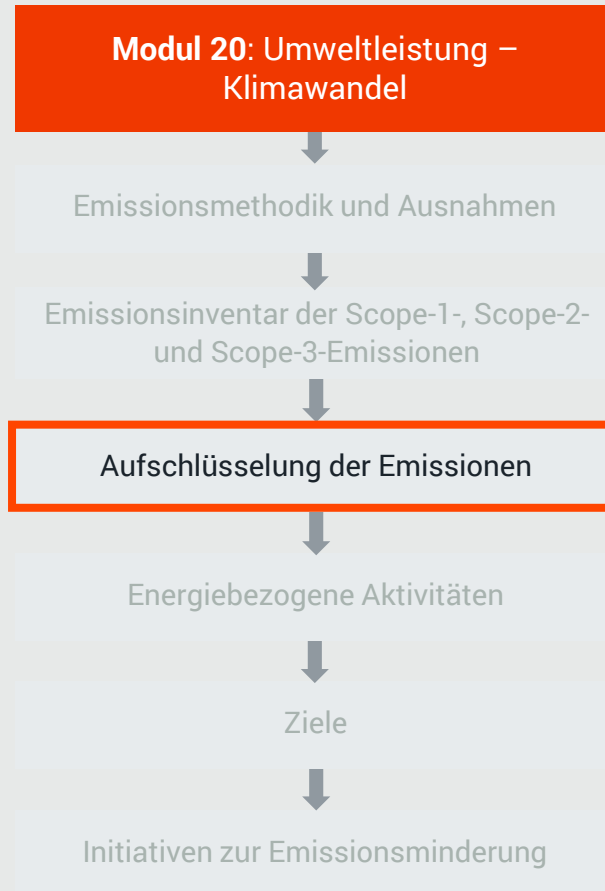 Modul 20: Umweltleistung –
Klimawandel
Emissionsmethodik und Ausnahmen
Emissionsinventar der Scope-1-, Scope-2-
und Scope-3-Emissionen
Aufschlüsselung der Emissionen
Energiebezogene Aktivitäten
Ziele
Initiativen zur Emissionsminderung